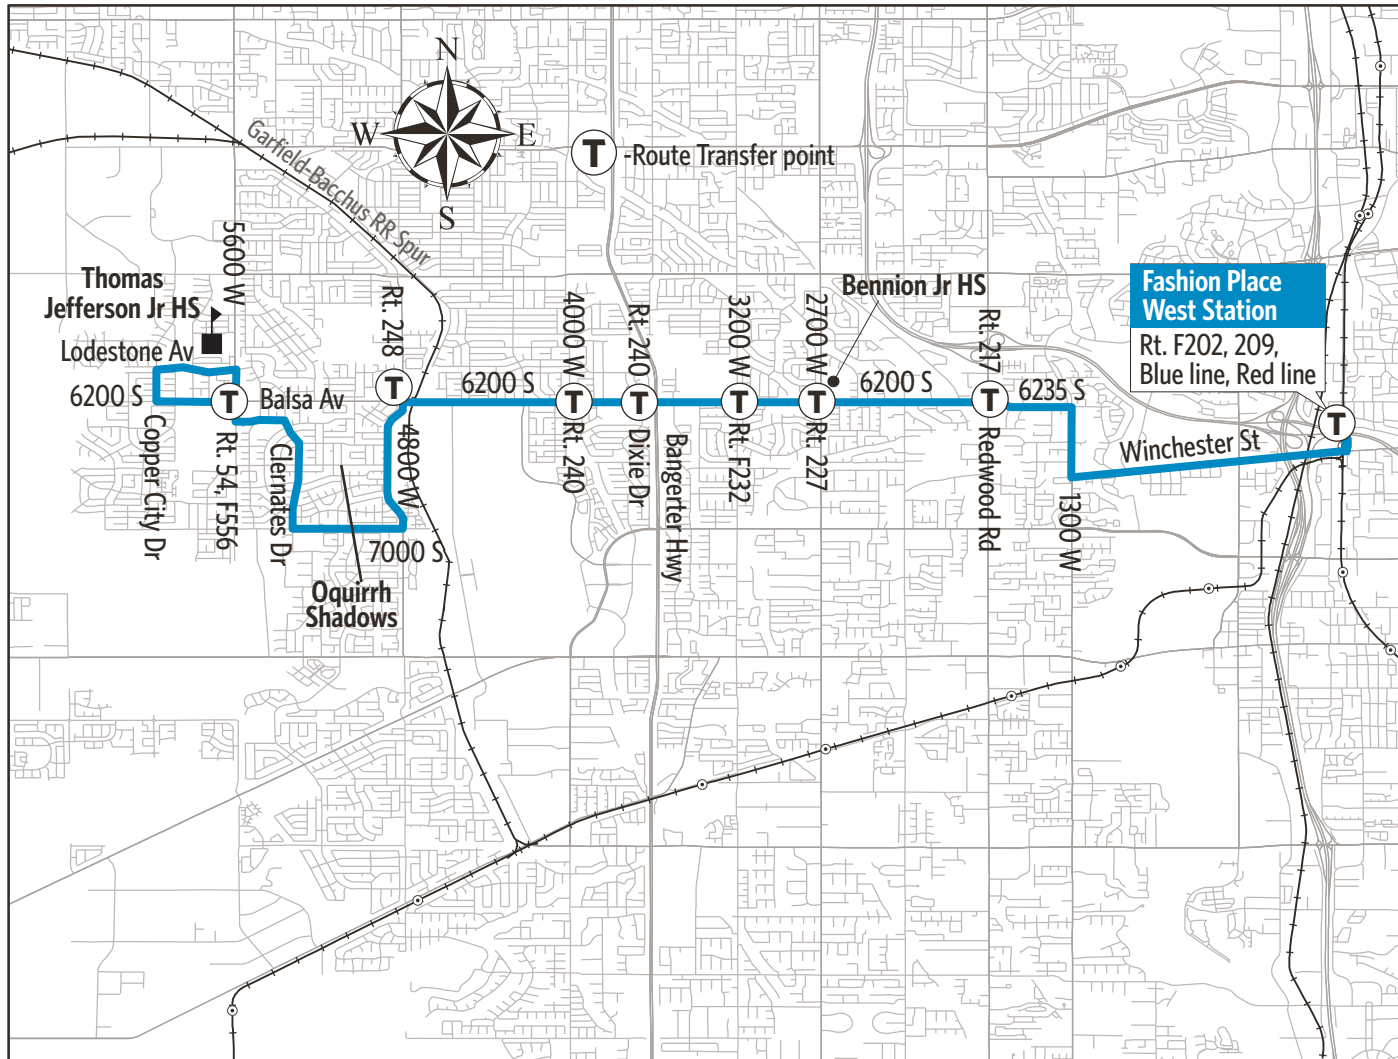 N
W
E
S
T
-Route Transfer point
Garfield-Bacchus RR Spur
5600 W
Thomas
Jefferson Jr HS
Lodestone Av
6200 S
T
Balsa Av
Copper City Dr
Rt. 54, F556
Clernates Dr
Rt. 248
T
4800 W
7000 S
Oquirrh
Shadows
6200 S
4000 W
T
Rt. 240
Rt. 240
T
Dixie Dr
Bangerter Hwy
3200 W
T
Rt. F232
2700 W
T
Rt. 227
Bennion Jr HS
6200 S
Rt. 217
T
Redwood Rd
6235 S
1300 W
Winchester St
Fashion Place
West Station
Rt. F202, 209,
Blue line, Red line
T